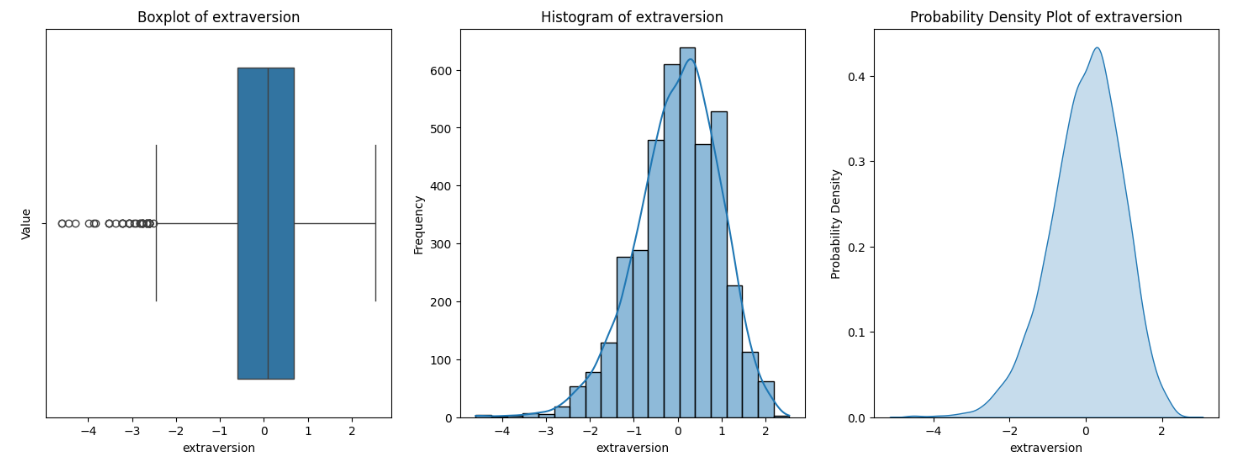 Boxplot of extraversion
Value
−4 −3 −2 −1 0 1 2
extraversion
Histogram of extraversion
Frequency
600
500
400
300
200
100
0
−4 −3 −2 −1 0 1 2
extraversion
Probability Density Plot of extraversion
Probability Density
0.4
0.3
0.2
0.1
0.0
−4 −2 0 2
extraversion